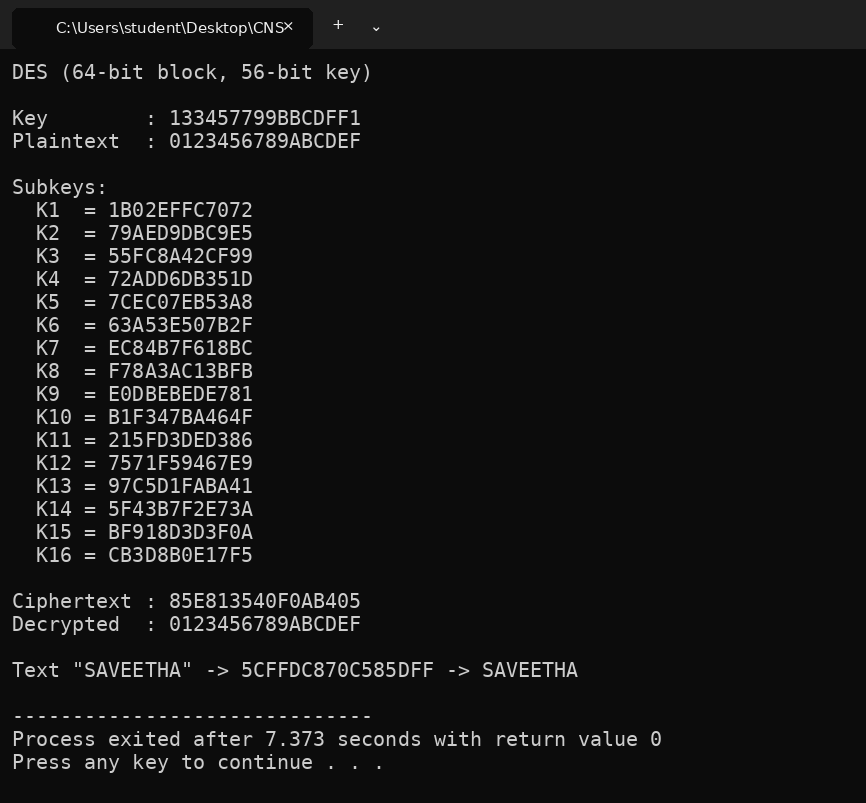 C:\Users\student\Desktop\CNS
DES (64-bit block, 56-bit key)
Key        : 133457799BBCDFF1
Plaintext  : 0123456789ABCDEF
Subkeys:
  K1  = 1B02EFFC7072
  K2  = 79AED9DBC9E5
  K3  = 55FC8A42CF99
  K4  = 72ADD6DB351D
  K5  = 7CEC07EB53A8
  K6  = 63A53E507B2F
  K7  = EC84B7F618BC
  K8  = F78A3AC13BFB
  K9  = E0DBEBEDE781
  K10 = B1F347BA464F
  K11 = 215FD3DED386
  K12 = 7571F59467E9
  K13 = 97C5D1FABA41
  K14 = 5F43B7F2E73A
  K15 = BF918D3D3F0A
  K16 = CB3D8B0E17F5
Ciphertext : 85E813540F0AB405
Decrypted  : 0123456789ABCDEF
Text "SAVEETHA" -> 5CFFDC870C585DFF -> SAVEETHA
------------------------------
Process exited after 7.373 seconds with return value 0
Press any key to continue . . .